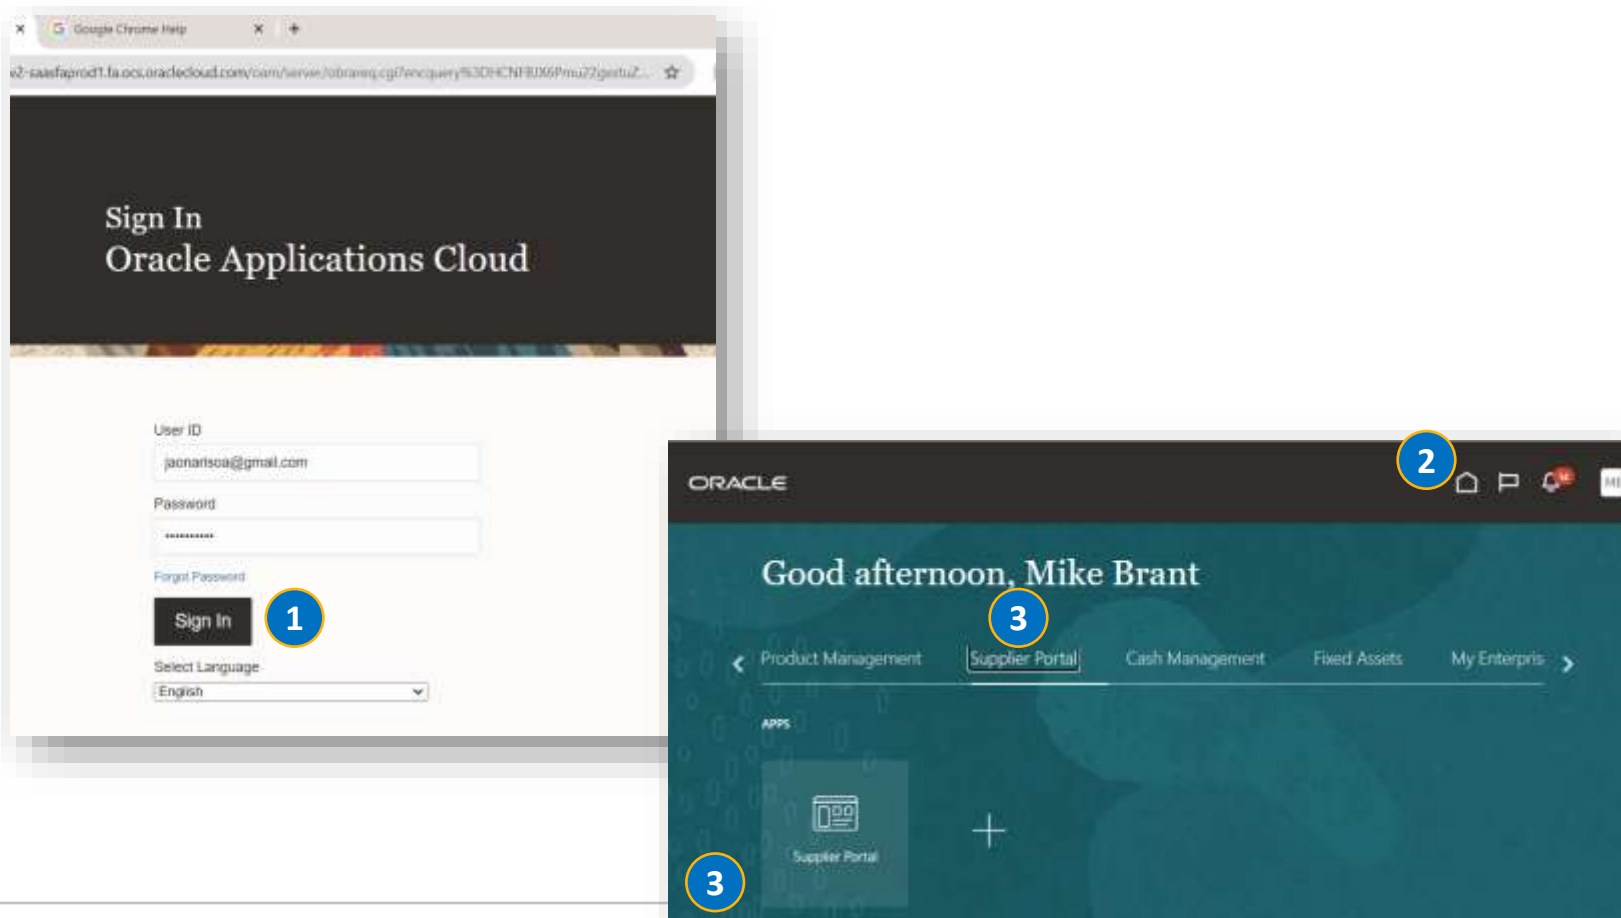 Google Chrome Help
Sign In
Oracle Applications Cloud
User ID
jaonarisoa@gmail.com
Password
Forgot Password
Sign In
1
Select Language
English
2
ORACLE
Good afternoon, Mike Brant
3
Product Management
Supplier Portal
Cash Management
Fixed Assets
My Enterpris
APPS
Supplier Portal
3